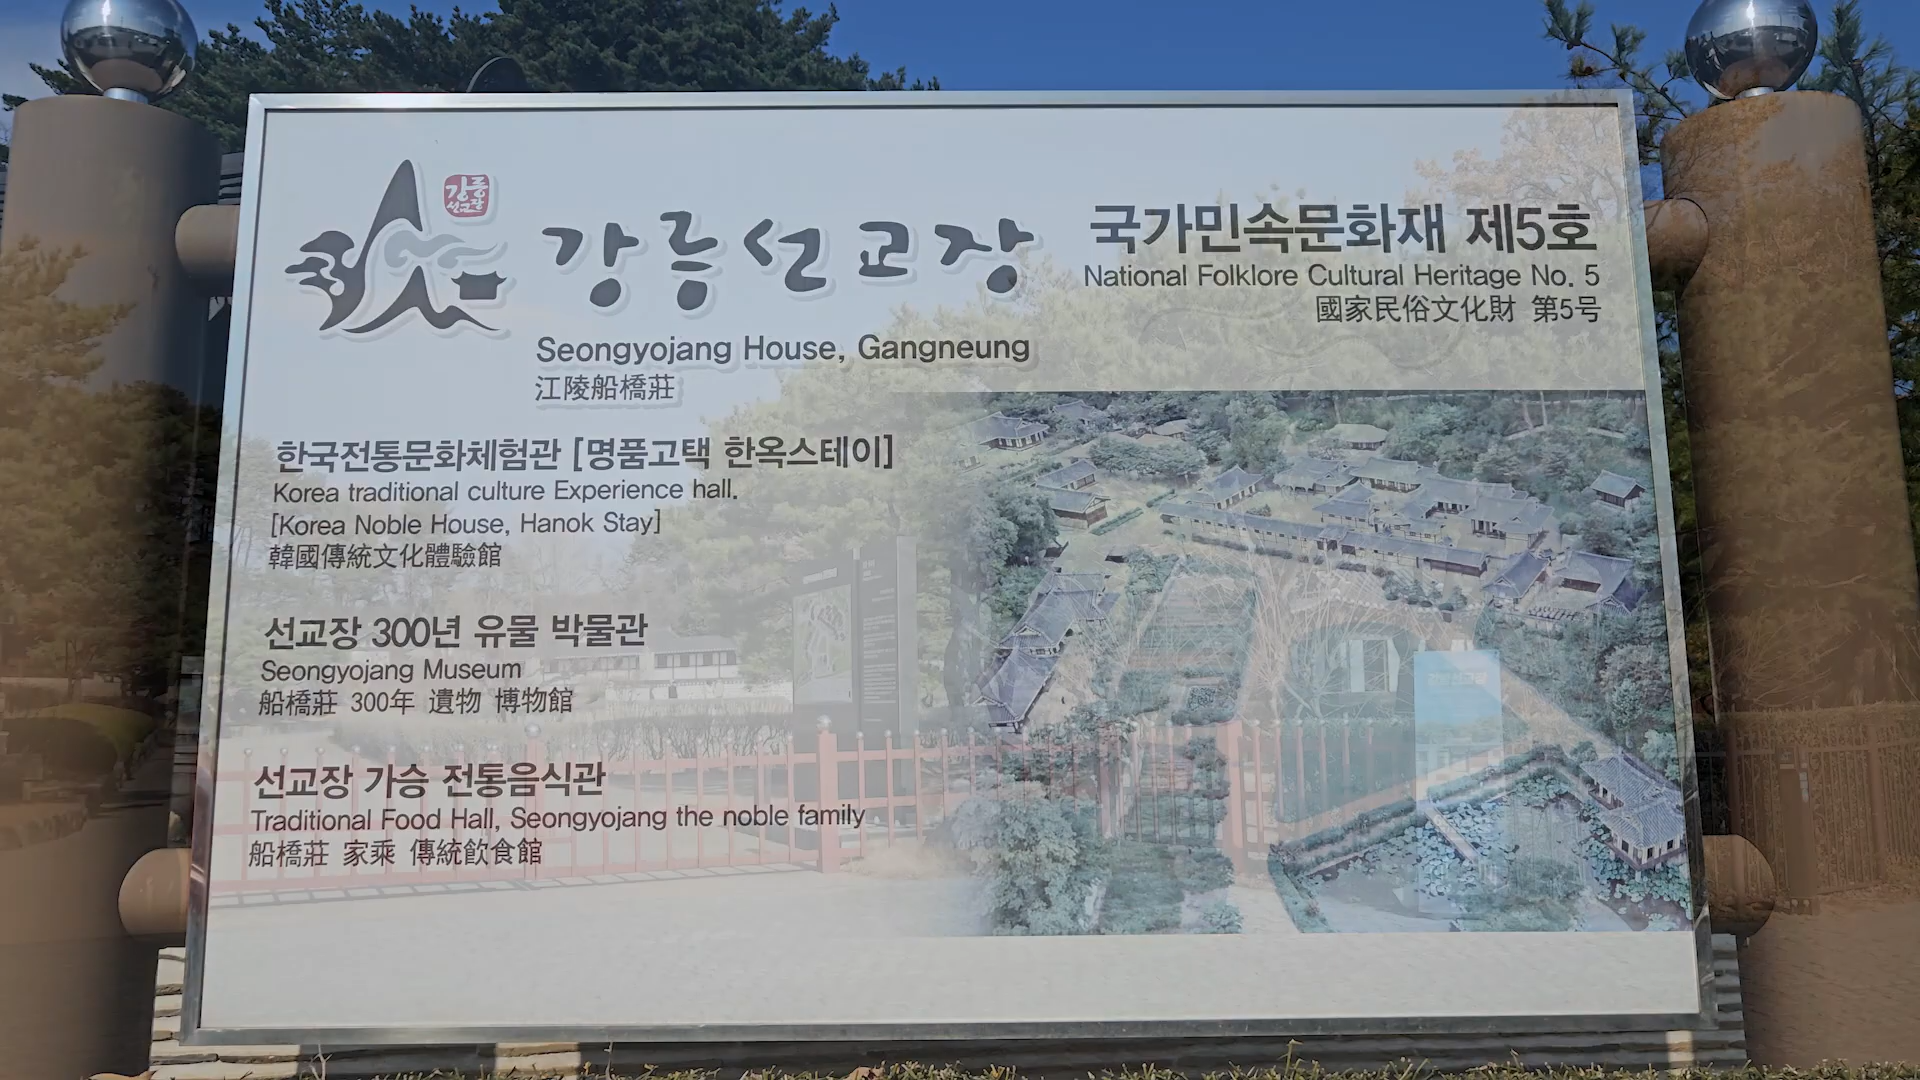 강릉
선교장
강릉선교장
Seongyojang House, Gangneung
江陵船橋莊
국가민속문화재 제5호
National Folklore Cultural Heritage No. 5
國家民俗文化財 第5号
한국전통문화체험관 [명품고택 한옥스테이]
Korea traditional culture Experience hall.
[Korea Noble House, Hanok Stay]
韓國傳統文化體驗館
선교장 300년 유물 박물관
Seongyojang Museum
船橋莊 300年 遺物 博物館
선교장 가승 전통음식관
Traditional Food Hall, Seongyojang the noble family
船橋莊 家乘 傳統飮食館